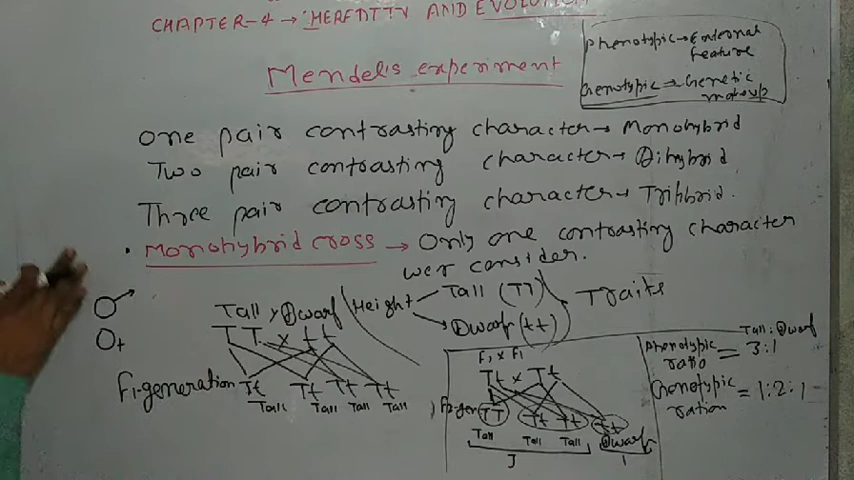 CHAPTER-4 → HEREDITY AND EVOLUTION
Phenotypic → External
feature
Genotypic → Genetic
makeup
Mendel's experiment
One pair contrasting character → Monohybrid
Two pair contrasting character → Dihybrid
Three pair contrasting character → Trihbrid.
• Monohybrid cross → Only one contrasting character
wer consider.
Height
Tall (TT)
Dwarf (tt)
Traits
Tall x Dwarf
TT x tt
F1-generation Tt Tt Tt Tt
Tall Tall Tall Tall
F1 x F1
Tt x Tt
F2-gen TT Tt Tt tt
Tall Tall Tall Dwarf
3 1
Tall : Dwarf
Phenotypic
ratio = 3:1
Genotypic
ration = 1:2:1